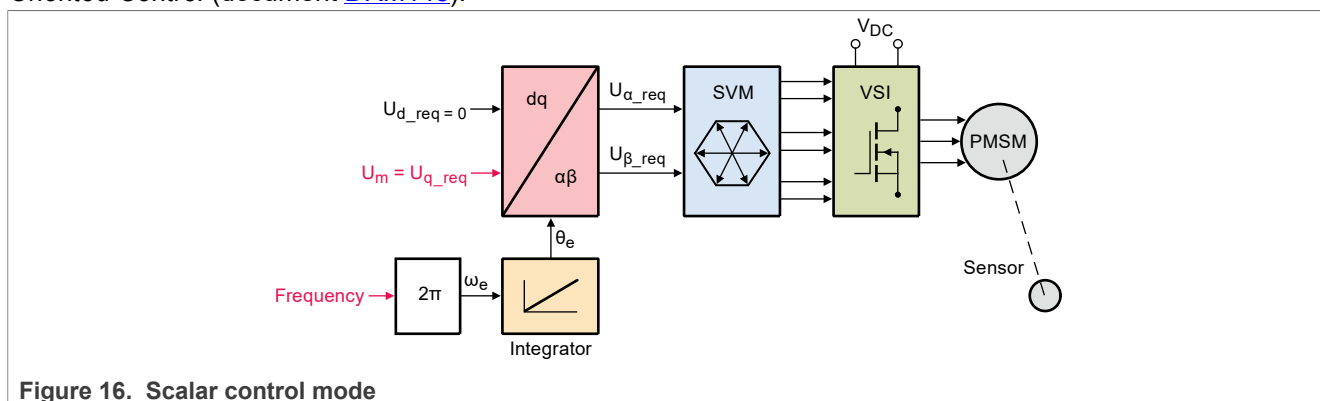 Oriented Control (document DRM148).
V_DC
dq
U_α_req
SVM
VSI
U_d_req = 0
PMSM
U_m = U_q_req
U_β_req
αβ
θ_e
Sensor
Frequency
2π
ω_e
Integrator
Figure 16. Scalar control mode